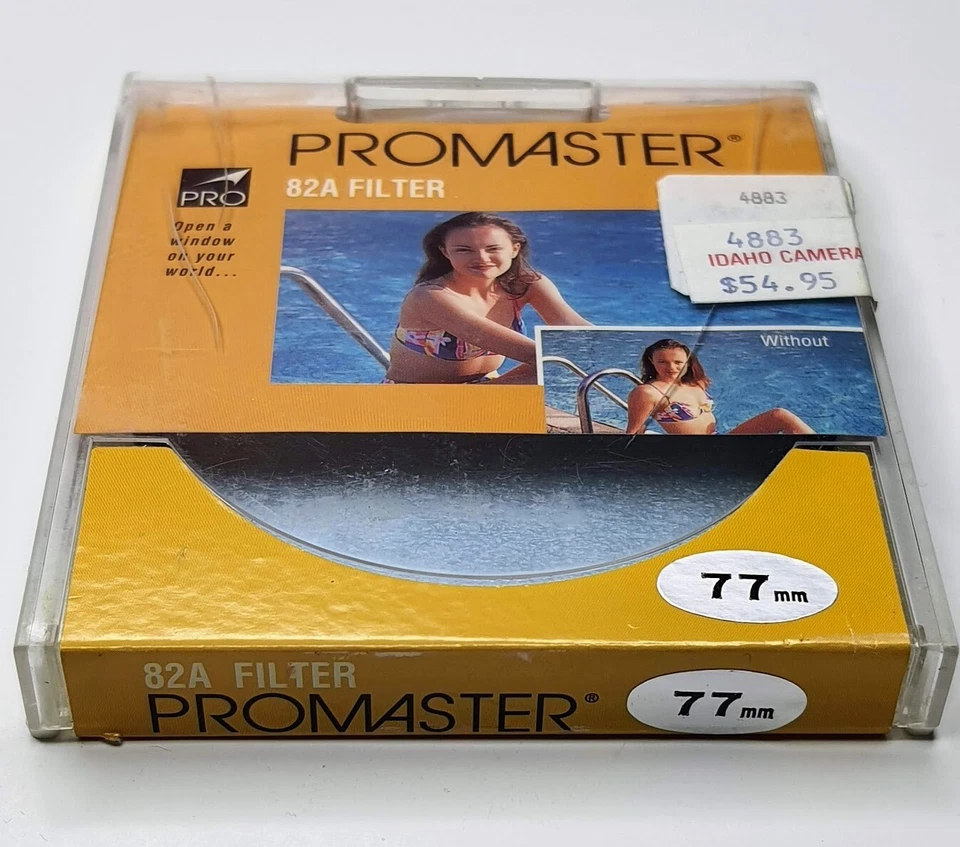 PROMASTER®
82A FILTER
PRO
Open a
window
on your
world...
4883
4883
IDAHO CAMERA
$54.95
Without
77mm
82A FILTER
PROMASTER®
77mm